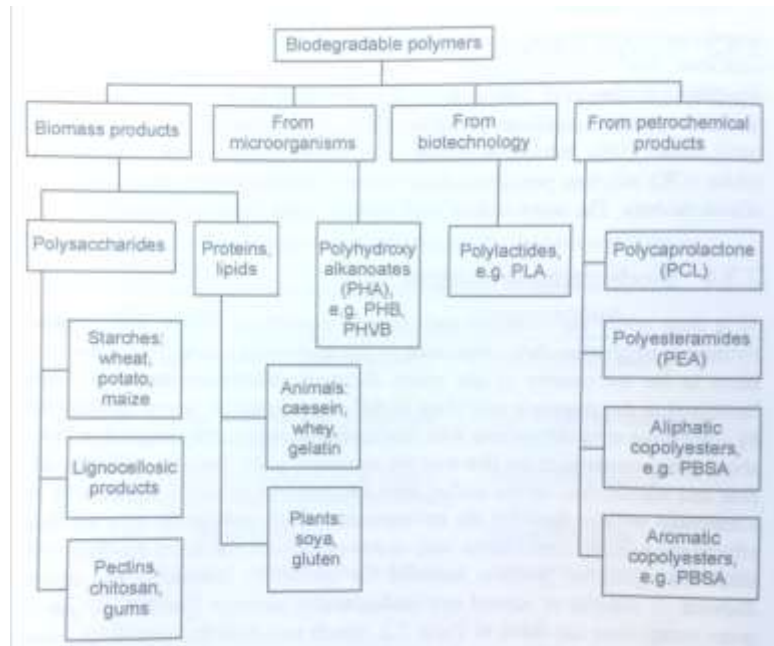 Biodegradable polymers
Biomass products
From
microorganisms
From
biotechnology
From petrochemical
products
Polysaccharides
Proteins,
lipids
Polyhydroxy
alkanoates
(PHA),
e.g. PHB,
PHVB
Polylactides,
e.g. PLA
Polycaprolactone
(PCL)
Starches:
wheat,
potato,
maize
Animals:
caesein,
whey,
gelatin
Polyesteramides
(PEA)
Lignocellosic
products
Plants:
soya,
gluten
Aliphatic
copolyesters,
e.g. PBSA
Pectins,
chitosan,
gums
Aromatic
copolyesters,
e.g. PBSA